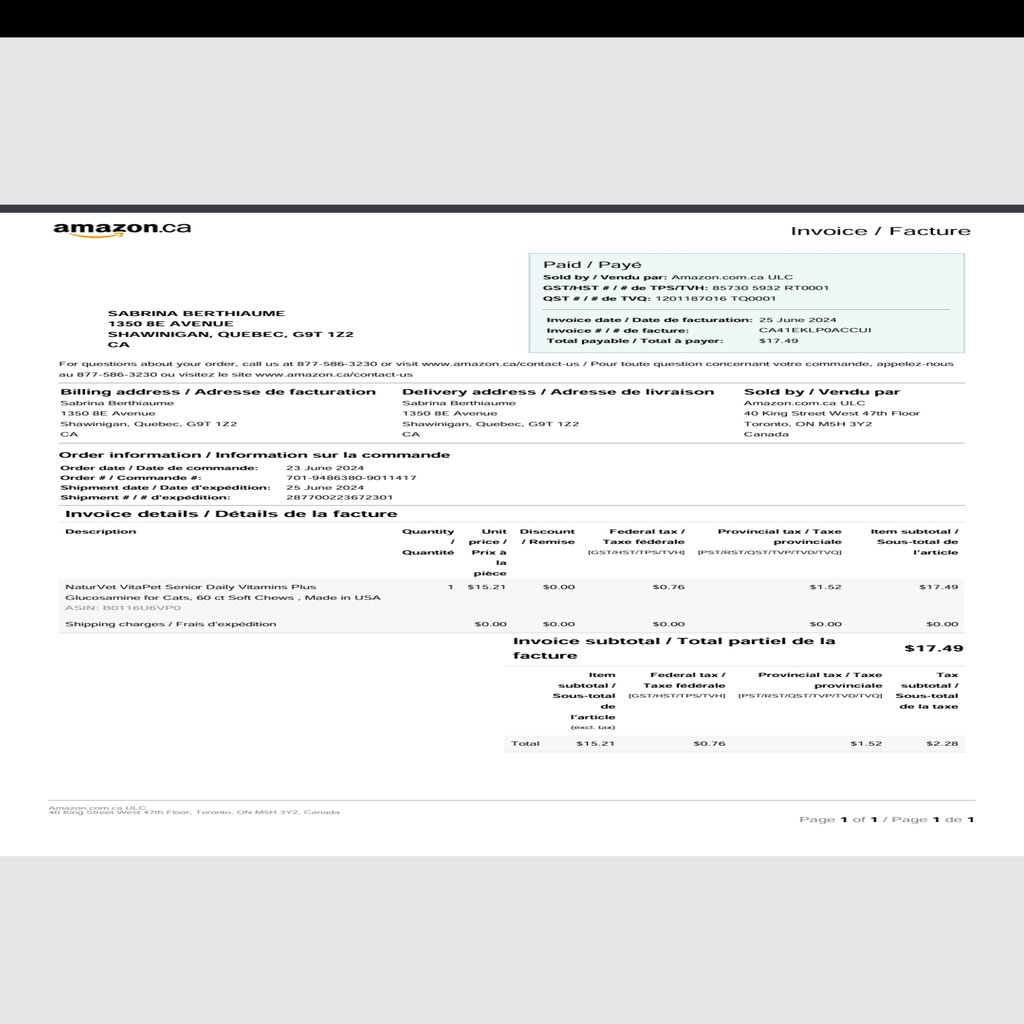 amazon.ca
Invoice / Facture
Paid / Payé
Sold by / Vendu par: Amazon.com.ca ULC
GST/HST # / # de TPS/TVH: 85730 5932 RT0001
QST # / # de TVQ: 1201187016 TQ0001
Invoice date / Date de facturation: 25 June 2024
Invoice # / # de facture: CA41EKLP0ACCUI
Total payable / Total à payer: $17.49
SABRINA BERTHIAUME
1350 8E AVENUE
SHAWINIGAN, QUEBEC, G9T 1Z2
CA
For questions about your order, call us at 877-586-3230 or visit www.amazon.ca/contact-us / Pour toute question concernant votre commande, appelez-nous
au 877-586-3230 ou visitez le site www.amazon.ca/contact-us
Billing address / Adresse de facturation
Sabrina Berthiaume
1350 8E Avenue
Shawinigan, Quebec, G9T 1Z2
CA
Delivery address / Adresse de livraison
Sabrina Berthiaume
1350 8E Avenue
Shawinigan, Quebec, G9T 1Z2
CA
Sold by / Vendu par
Amazon.com.ca ULC
40 King Street West 47th Floor
Toronto, ON M5H 3Y2
Canada
Order information / Information sur la commande
Order date / Date de commande: 23 June 2024
Order # / Commande #: 701-9486380-9011417
Shipment date / Date d'expédition: 25 June 2024
Shipment # / # d'expédition: 287700223672301
Invoice details / Détails de la facture
Description
Quantity
/
Quantité
Unit
price /
Prix à
la
pièce
Discount
/ Remise
Federal tax /
Taxe fédérale
[GST/HST/TPS/TVH]
Provincial tax / Taxe
provinciale
[PST/RST/QST/TVP/TVD/TVQ]
Item subtotal /
Sous-total de
l'article
NaturVet VitaPet Senior Daily Vitamins Plus 1 $15.21 $0.00 $0.76 $1.52 $17.49
Glucosamine for Cats, 60 ct Soft Chews , Made in USA
ASIN: B0116U6VP0
Shipping charges / Frais d'expédition $0.00 $0.00 $0.00 $0.00 $0.00
Invoice subtotal / Total partiel de la
facture
$17.49
Item
subtotal /
Sous-total
de
l'article
(excl. tax)
Federal tax /
Taxe fédérale
[GST/HST/TPS/TVH]
Provincial tax / Taxe
provinciale
[PST/RST/QST/TVP/TVD/TVQ]
Tax
subtotal /
Sous-total
de la taxe
Total $15.21 $0.76 $1.52 $2.28
Amazon.com.ca ULC
40 King Street West 47th Floor, Toronto, ON M5H 3Y2, Canada
Page 1 of 1 / Page 1 de 1